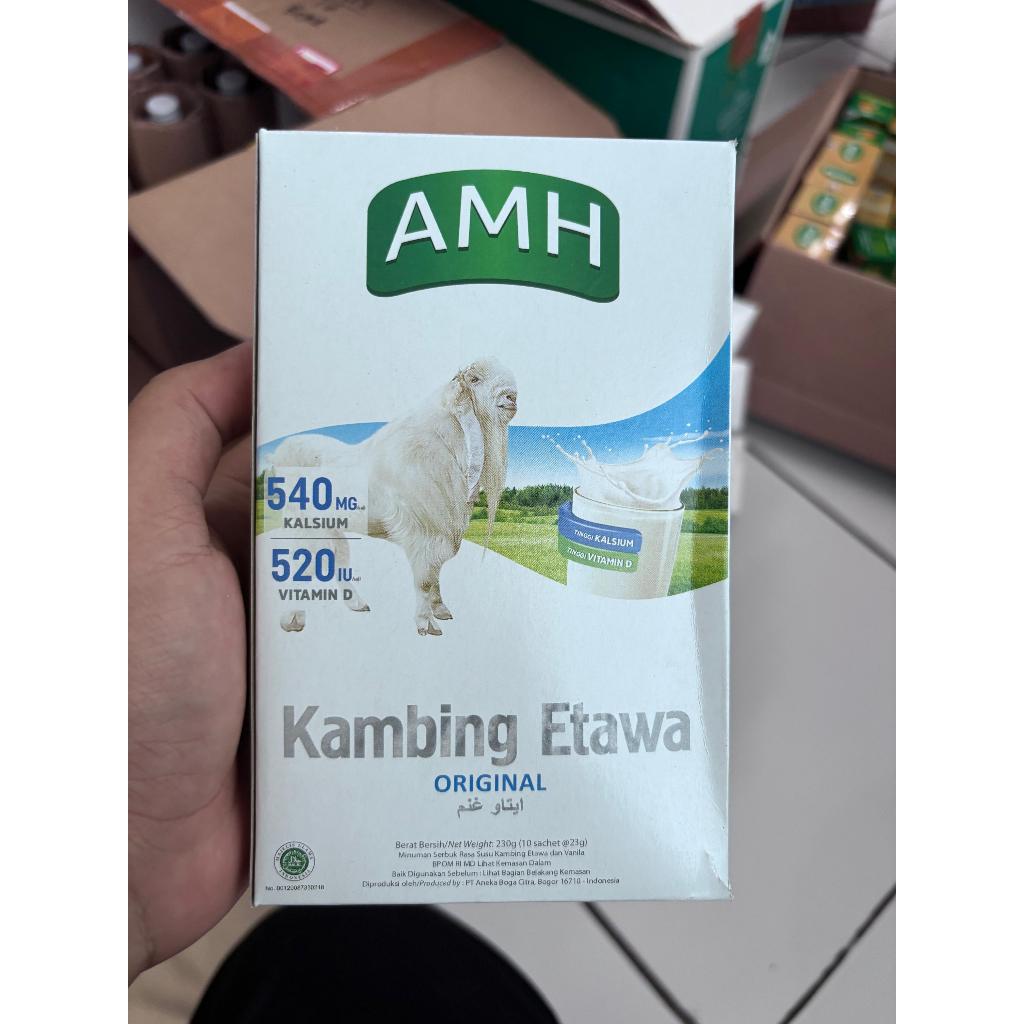 AMH
540 MG
KALSIUM
520 IU
VITAMIN D
TINGGI KALSIUM
TINGGI VITAMIN D
Kambing Etawa
ORIGINAL
ايتاو غنم
Berat Bersih/Net Weight: 230g (10 sachet @23g)
Minuman Serbuk Rasa Susu Kambing Etawa dan Vanila
BPOM RI MD Lihat Kemasan Dalam
Baik Digunakan Sebelum : Lihat Bagian Belakang Kemasan
Diproduksi oleh/Produced by : PT Aneka Boga Citra, Bogor 16710 - Indonesia